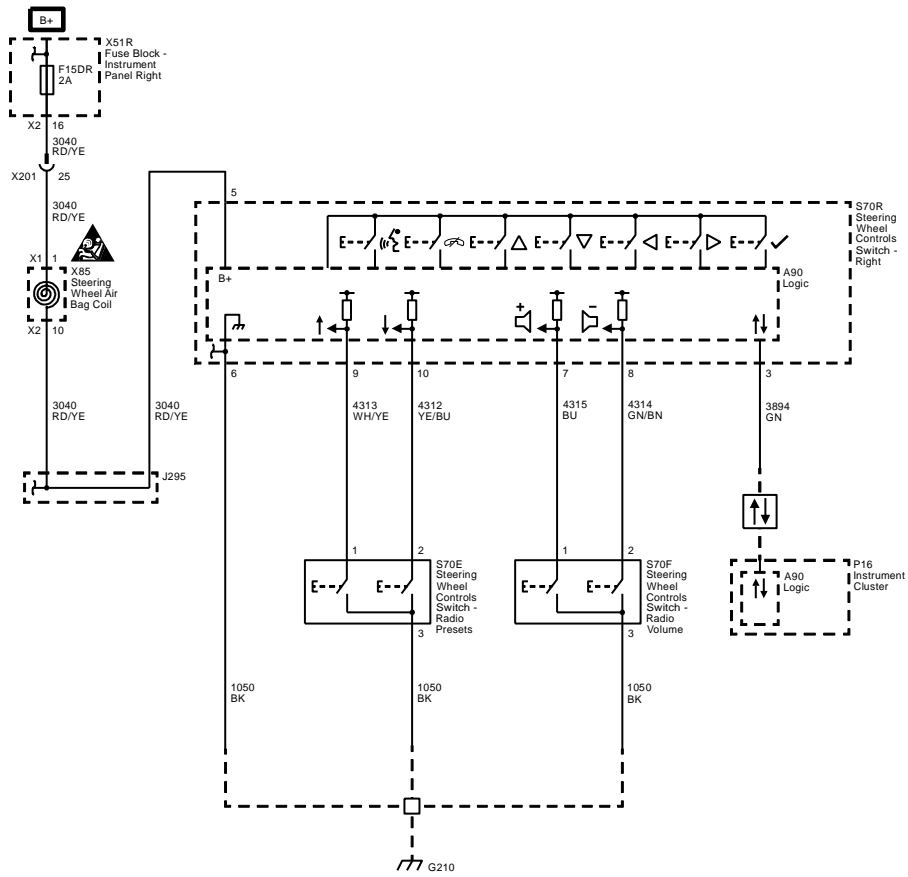 B+
X51R
Fuse Block -
Instrument
Panel Right
F15DR
2A
X2 16
3040
RD/YE
X201 25
3040
RD/YE
X1 1
X85
Steering
Wheel Air
Bag Coil
X2 10
3040
RD/YE
3040
RD/YE
J295
5
S70R
Steering
Wheel
Controls
Switch -
Right
B+
A90
Logic
+
−
6
9
10
7
8
3
4313
WH/YE
4312
YE/BU
4315
BU
4314
GN/BN
3894
GN
1
2
S70E
Steering
Wheel
Controls
Switch -
Radio
Presets
3
1
2
S70F
Steering
Wheel
Controls
Switch -
Radio
Volume
3
P16
Instrument
Cluster
A90
Logic
1050
BK
1050
BK
1050
BK
G210